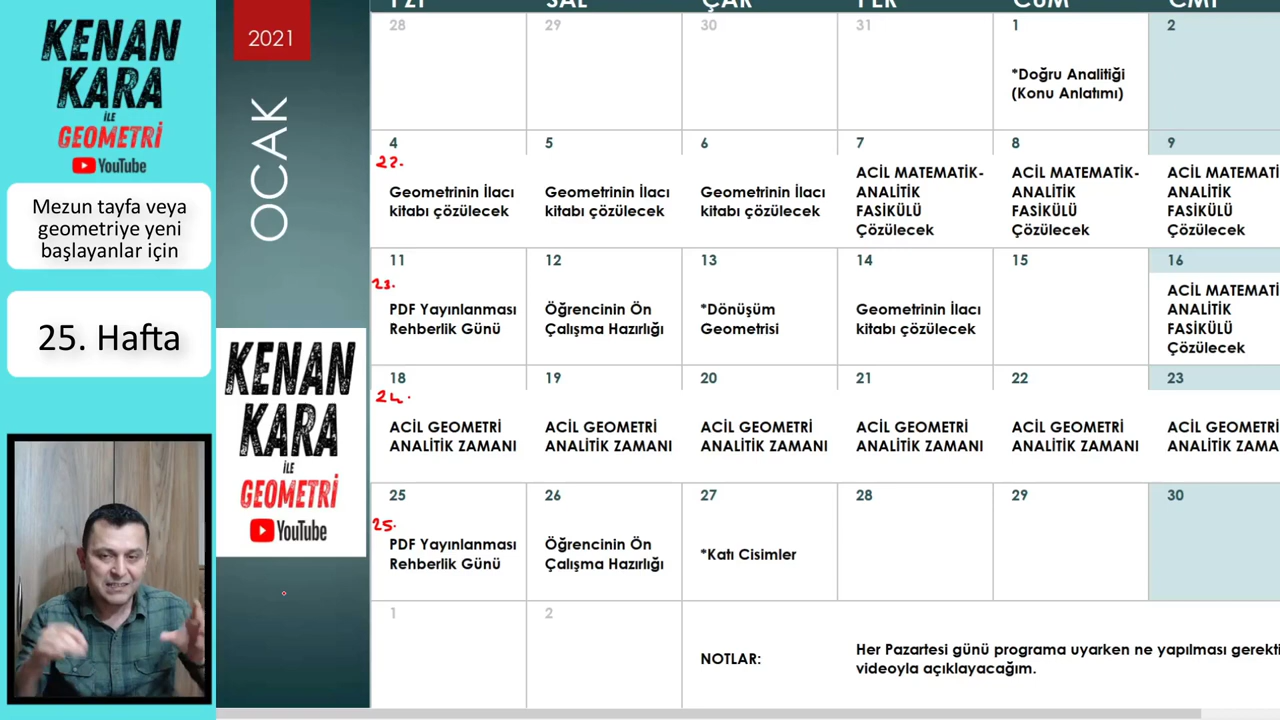 KENAN
KARA
İLE
GEOMETRİ
YouTube
Mezun tayfa veya
geometriye yeni
başlayanlar için
25. Hafta
2021
OCAK
KENAN
KARA
İLE
GEOMETRİ
YouTube
PZT SAL ÇAR PER CUM CMT
28 29 30 31 1 2
*Doğru Analitiği
(Konu Anlatımı)
4 5 6 7 8 9
22.
Geometrinin İlacı
kitabı çözülecek
Geometrinin İlacı
kitabı çözülecek
Geometrinin İlacı
kitabı çözülecek
ACİL MATEMATİK-
ANALİTİK
FASİKÜLÜ
Çözülecek
ACİL MATEMATİK-
ANALİTİK
FASİKÜLÜ
Çözülecek
ACİL MATEMATİ
ANALİTİK
FASİKÜLÜ
Çözülecek
11 12 13 14 15 16
23.
PDF Yayınlanması
Rehberlik Günü
Öğrencinin Ön
Çalışma Hazırlığı
*Dönüşüm
Geometrisi
Geometrinin İlacı
kitabı çözülecek
ACİL MATEMATİ
ANALİTİK
FASİKÜLÜ
Çözülecek
18 19 20 21 22 23
24.
ACİL GEOMETRİ
ANALİTİK ZAMANI
ACİL GEOMETRİ
ANALİTİK ZAMANI
ACİL GEOMETRİ
ANALİTİK ZAMANI
ACİL GEOMETRİ
ANALİTİK ZAMANI
ACİL GEOMETRİ
ANALİTİK ZAMANI
ACİL GEOMETRİ
ANALİTİK ZAMA
25 26 27 28 29 30
25.
PDF Yayınlanması
Rehberlik Günü
Öğrencinin Ön
Çalışma Hazırlığı
*Katı Cisimler
1 2
NOTLAR:
Her Pazartesi günü programa uyarken ne yapılması gerekti
videoyla açıklayacağım.